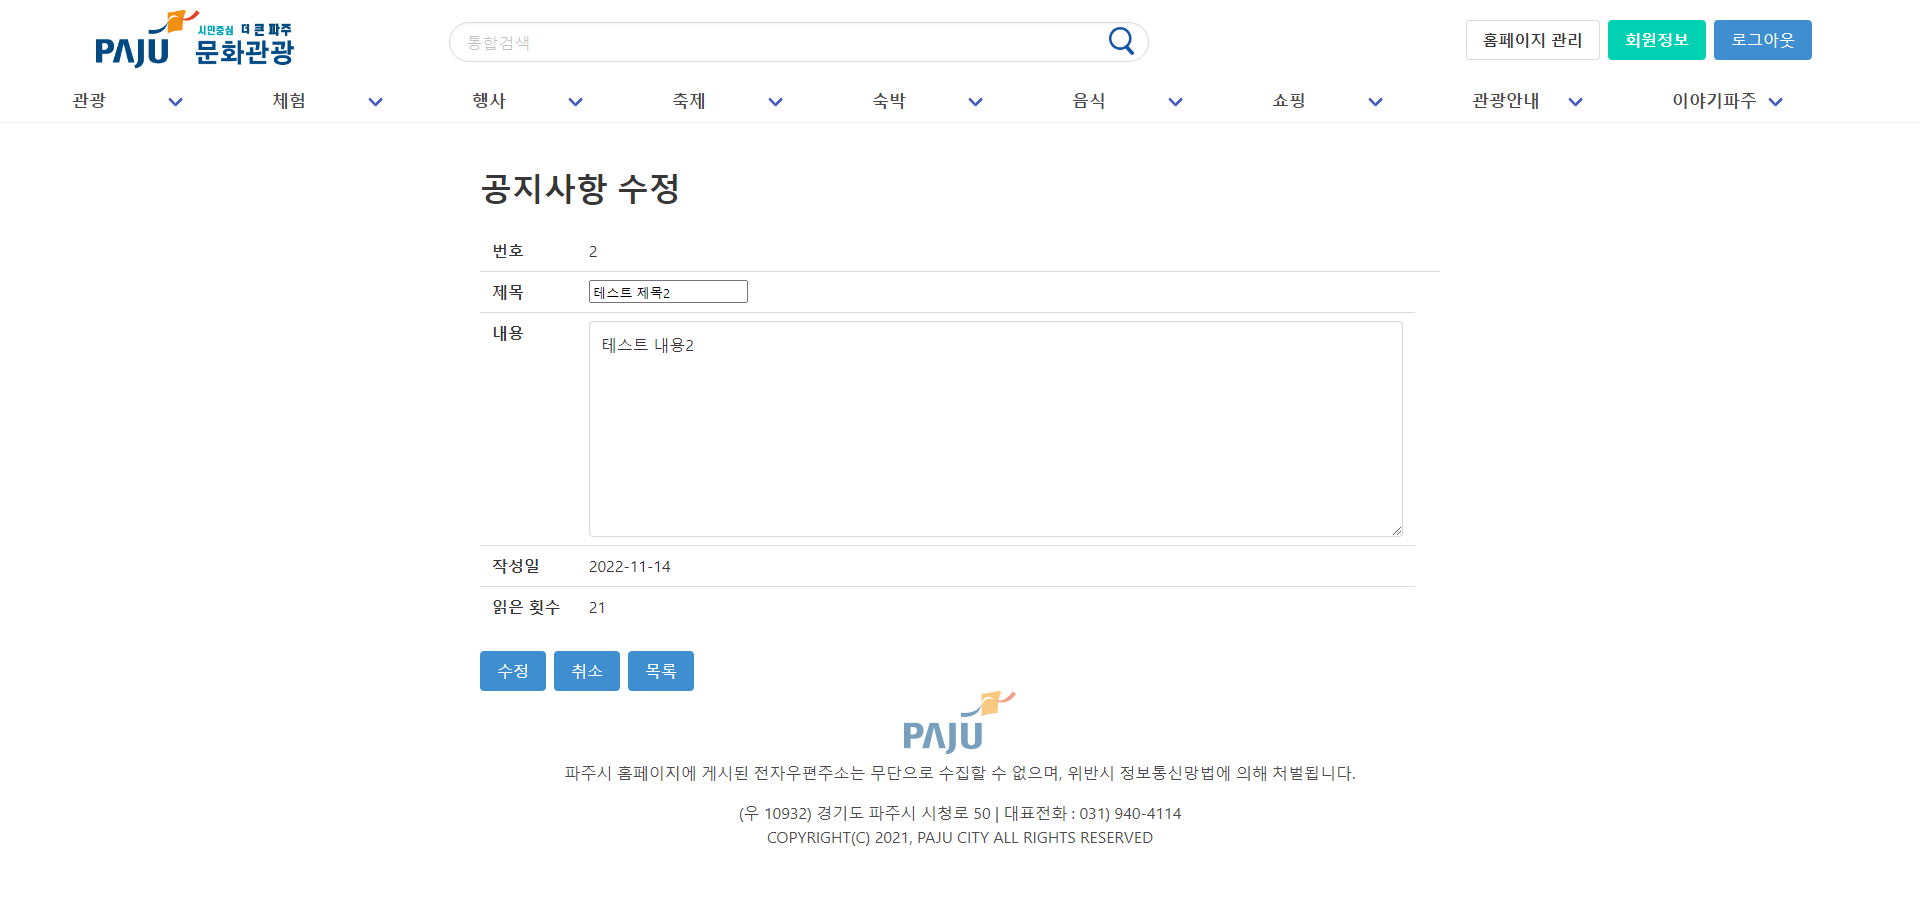 PAJU 시민중심 더 큰 파주
문화관광
통합검색
홈페이지 관리 회원정보 로그아웃
관광 체험 행사 축제 숙박 음식 쇼핑 관광안내 이야기파주
공지사항 수정
번호 2
제목 테스트 제목2
내용 테스트 내용2
작성일 2022-11-14
읽은 횟수 21
수정 취소 목록
PAJU
파주시 홈페이지에 게시된 전자우편주소는 무단으로 수집할 수 없으며, 위반시 정보통신망법에 의해 처벌됩니다.
(우 10932) 경기도 파주시 시청로 50 | 대표전화 : 031) 940-4114
COPYRIGHT(C) 2021, PAJU CITY ALL RIGHTS RESERVED